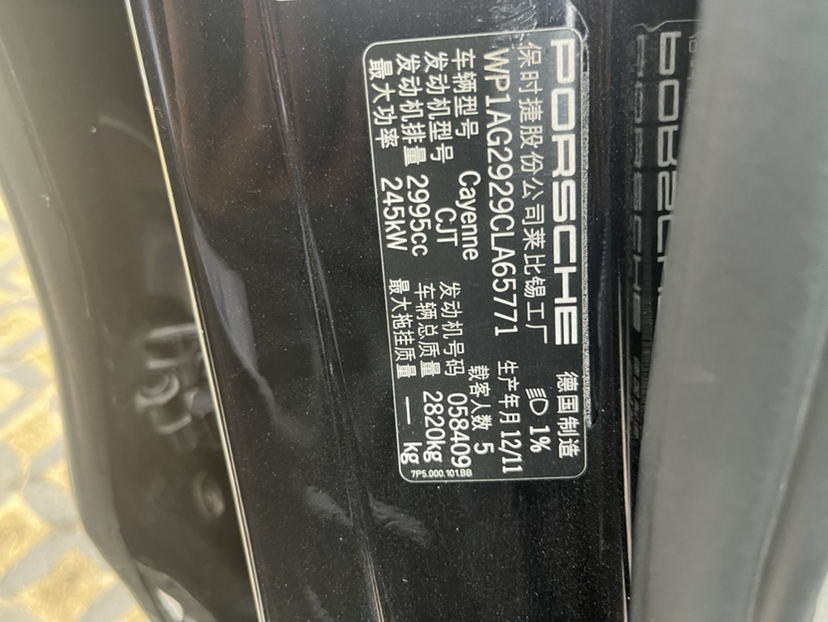 PORSCHE 德国制造
保时捷股份公司莱比锡工厂 1%
WP1AG2929CLA65771 生产年月 12/11
车辆型号 Cayenne 载客人数 5
发动机型号 CJT 发动机号码 058409
发动机排量 2995cc 车辆总质量 2820kg
最大功率 245kW 最大拖挂质量 — kg
7P5.000.101.BB